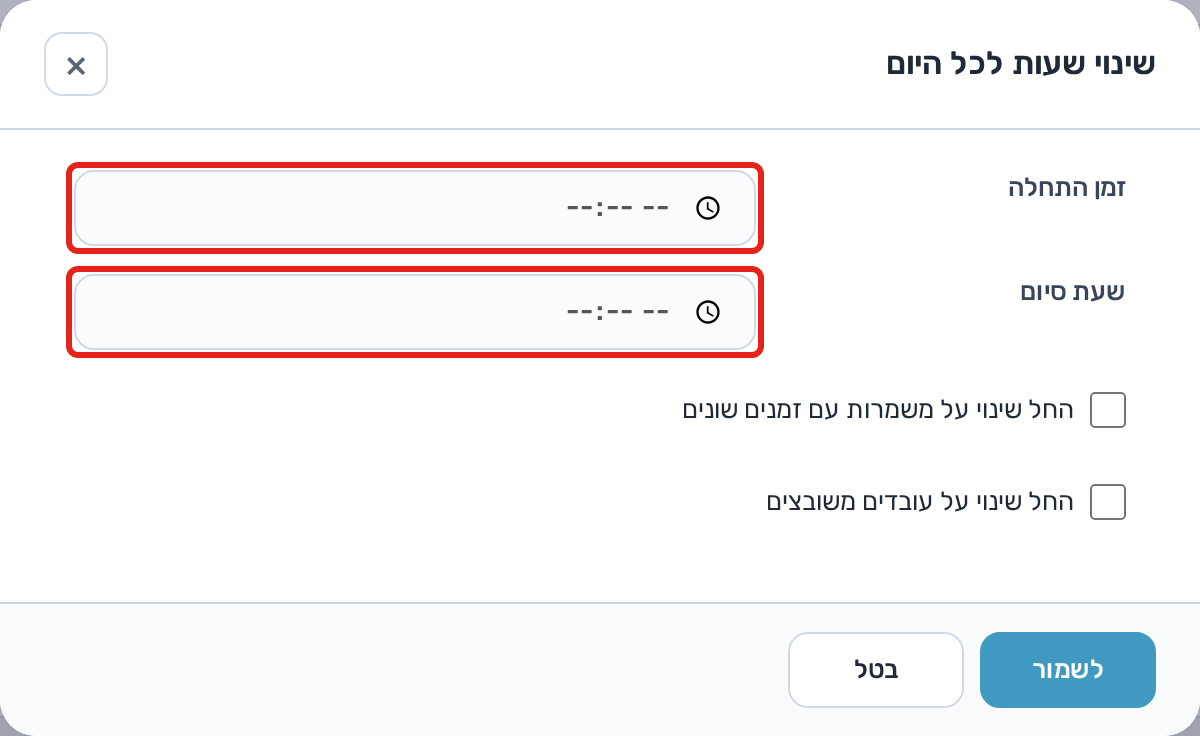 שינוי שעות לכל היום
זמן התחלה
--:-- --
שעת סיום
--:-- --
החל שינוי על משמרות עם זמנים שונים
החל שינוי על עובדים משובצים
לשמור
בטל